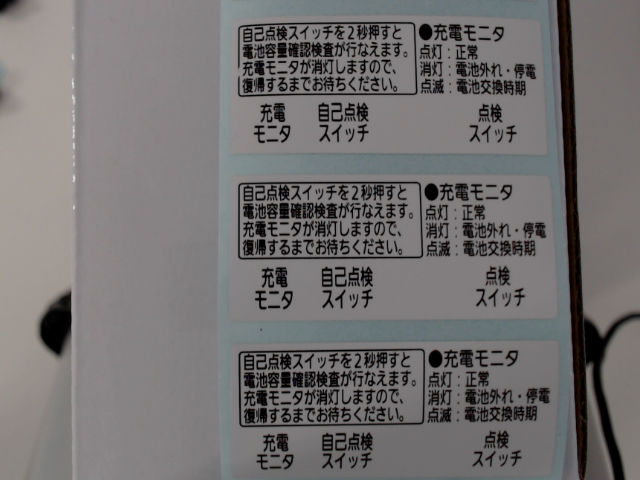 自己点検スイッチを2秒押すと
電池容量確認検査が行なえます。
充電モニタが消灯しますので、
復帰するまでお待ちください。
●充電モニタ
点灯：正常
消灯：電池外れ・停電
点滅：電池交換時期
充電モニタ
自己点検スイッチ
点検スイッチ
自己点検スイッチを2秒押すと
電池容量確認検査が行なえます。
充電モニタが消灯しますので、
復帰するまでお待ちください。
●充電モニタ
点灯：正常
消灯：電池外れ・停電
点滅：電池交換時期
充電モニタ
自己点検スイッチ
点検スイッチ
自己点検スイッチを2秒押すと
電池容量確認検査が行なえます。
充電モニタが消灯しますので、
復帰するまでお待ちください。
●充電モニタ
点灯：正常
消灯：電池外れ・停電
点滅：電池交換時期
充電モニタ
自己点検スイッチ
点検スイッチ